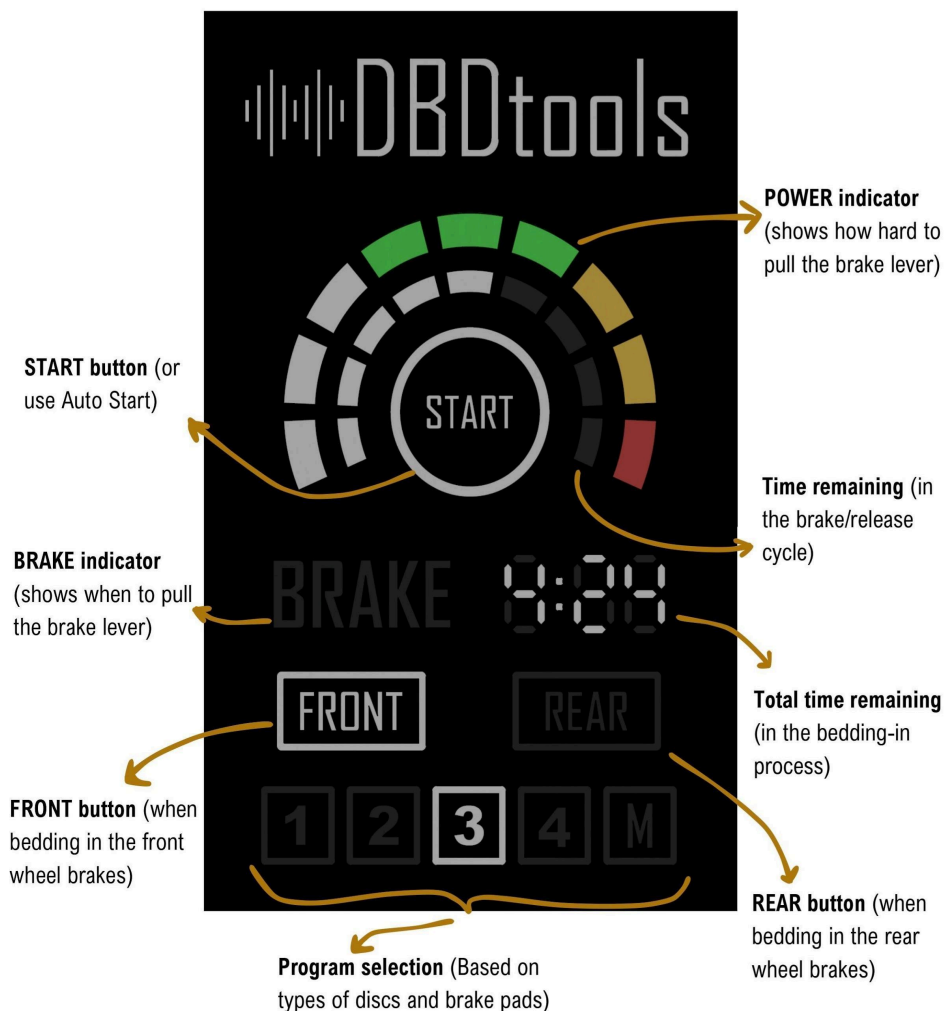 DBDtools
POWER indicator
(shows how hard to
pull the brake lever)
START button (or
use Auto Start)
START
Time remaining (in
the brake/release
cycle)
BRAKE indicator
(shows when to pull
the brake lever)
BRAKE
4:24
Total time remaining
(in the bedding-in
process)
FRONT
REAR
FRONT button (when
bedding in the front
wheel brakes)
1 2 3 4 M
REAR button (when
bedding in the rear
wheel brakes)
Program selection (Based on
types of discs and brake pads)